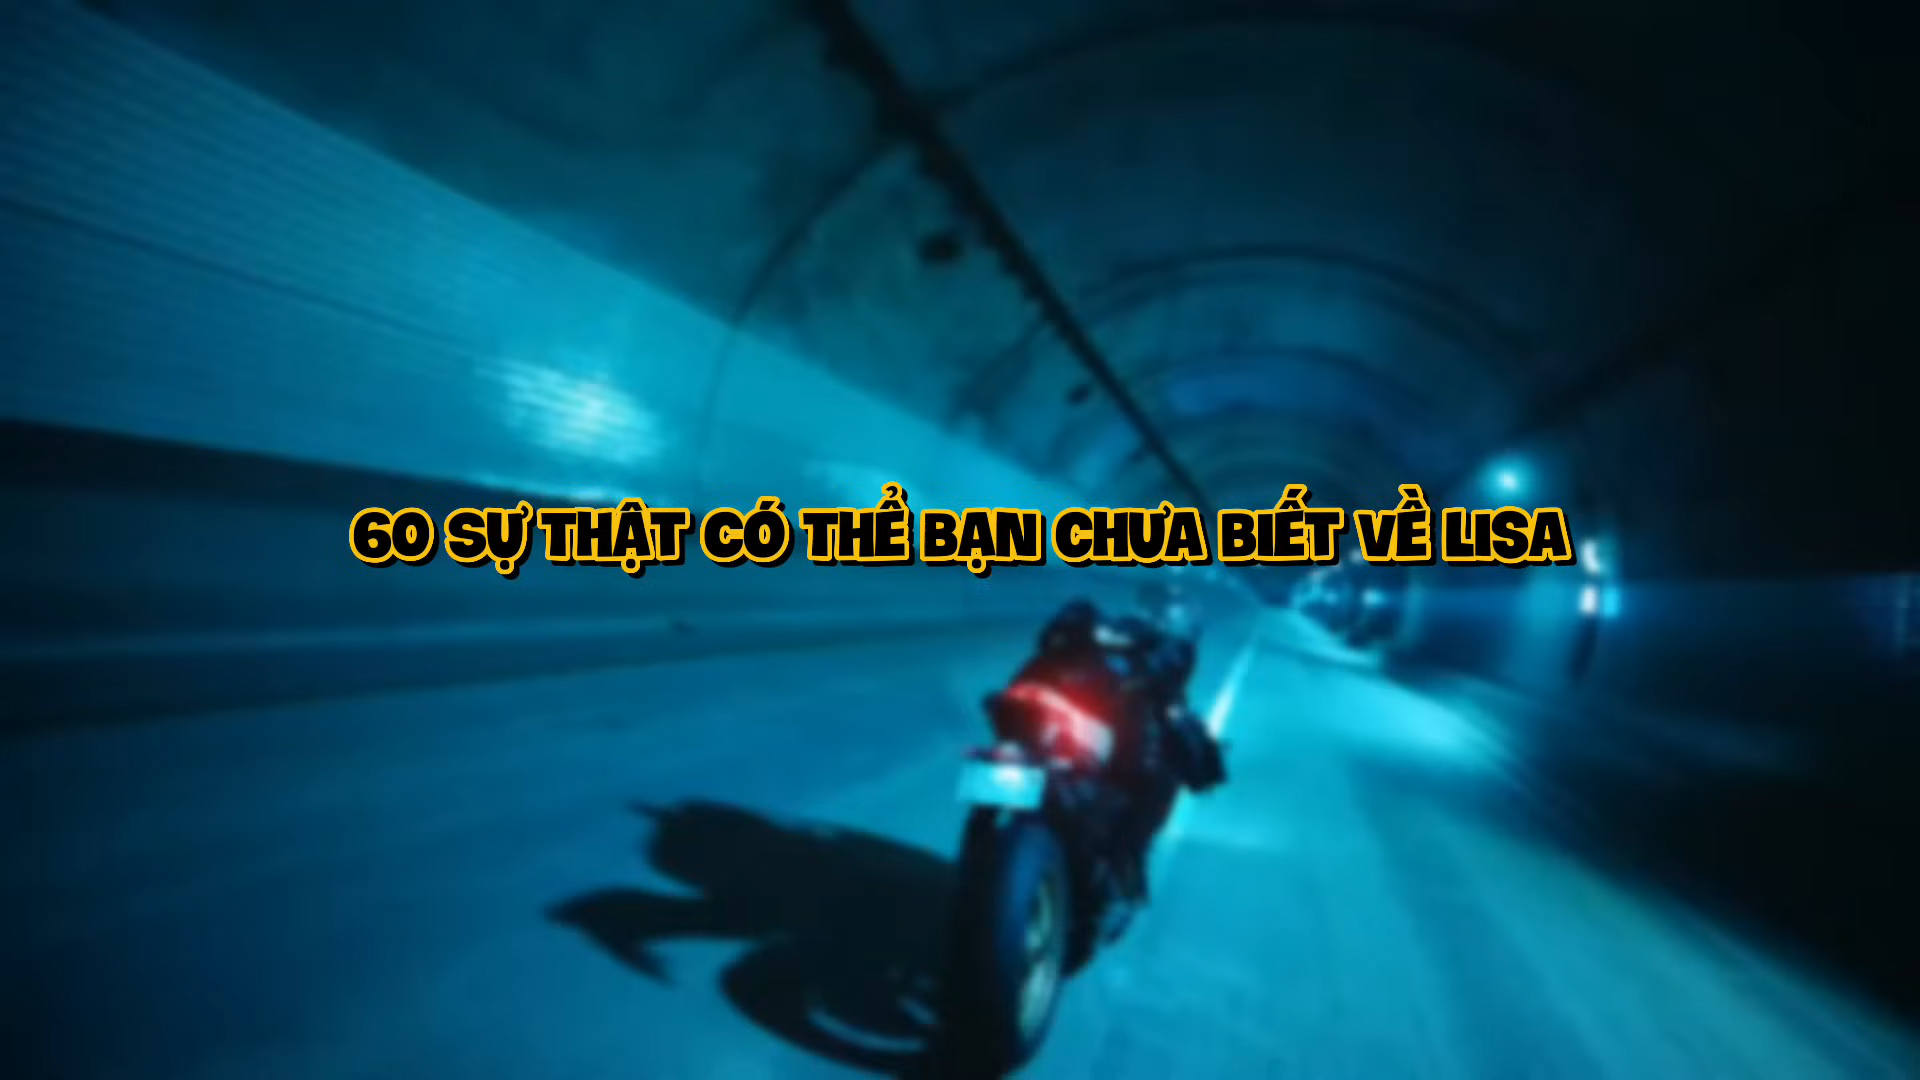 60 SỰ THẬT CÓ THỂ BẠN CHƯA BIẾT VỀ LISA